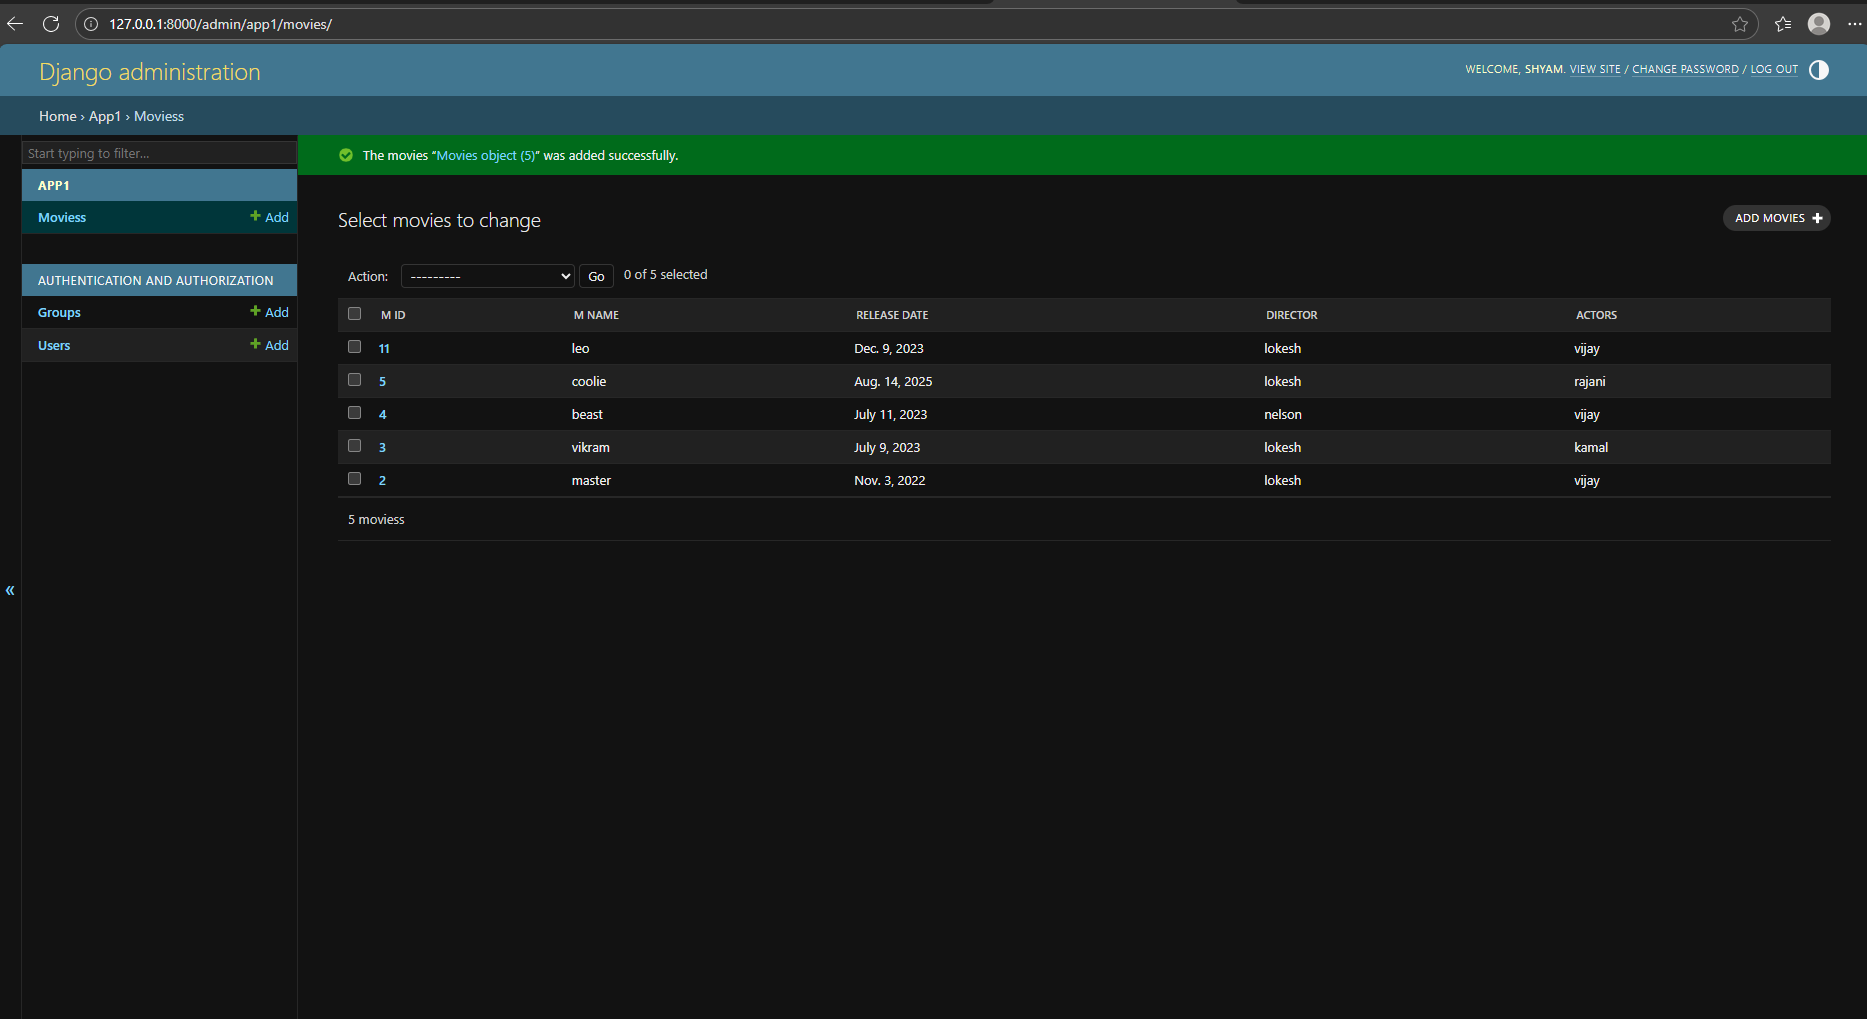 127.0.0.1:8000/admin/app1/movies/
Django administration
WELCOME, SHYAM. VIEW SITE / CHANGE PASSWORD / LOG OUT
Home › App1 › Moviess
Start typing to filter...
APP1
Moviess + Add
AUTHENTICATION AND AUTHORIZATION
Groups + Add
Users + Add
«
The movies “Movies object (5)” was added successfully.
Select movies to change
ADD MOVIES +
Action: --------- Go 0 of 5 selected
M ID M NAME RELEASE DATE DIRECTOR ACTORS
11 leo Dec. 9, 2023 lokesh vijay
5 coolie Aug. 14, 2025 lokesh rajani
4 beast July 11, 2023 nelson vijay
3 vikram July 9, 2023 lokesh kamal
2 master Nov. 3, 2022 lokesh vijay
5 moviess